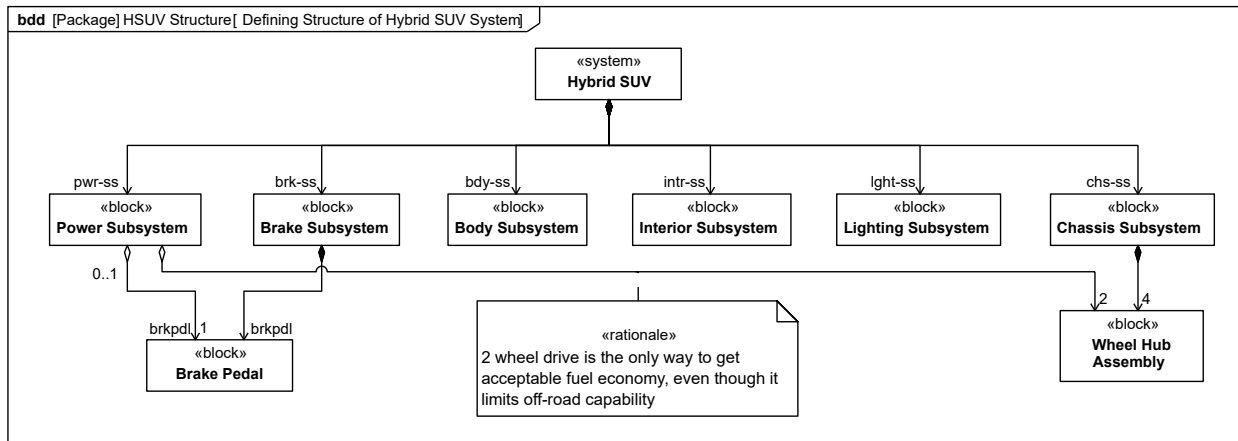 bdd [Package] HSUV Structure[ Defining Structure of Hybrid SUV System]
«system»
Hybrid SUV
pwr-ss
brk-ss
bdy-ss
intr-ss
lght-ss
chs-ss
«block»
Power Subsystem
«block»
Brake Subsystem
«block»
Body Subsystem
«block»
Interior Subsystem
«block»
Lighting Subsystem
«block»
Chassis Subsystem
0..1
2
4
brkpdl
1
brkpdl
«block»
Brake Pedal
«rationale»
2 wheel drive is the only way to get
acceptable fuel economy, even though it
limits off-road capability
«block»
Wheel Hub
Assembly